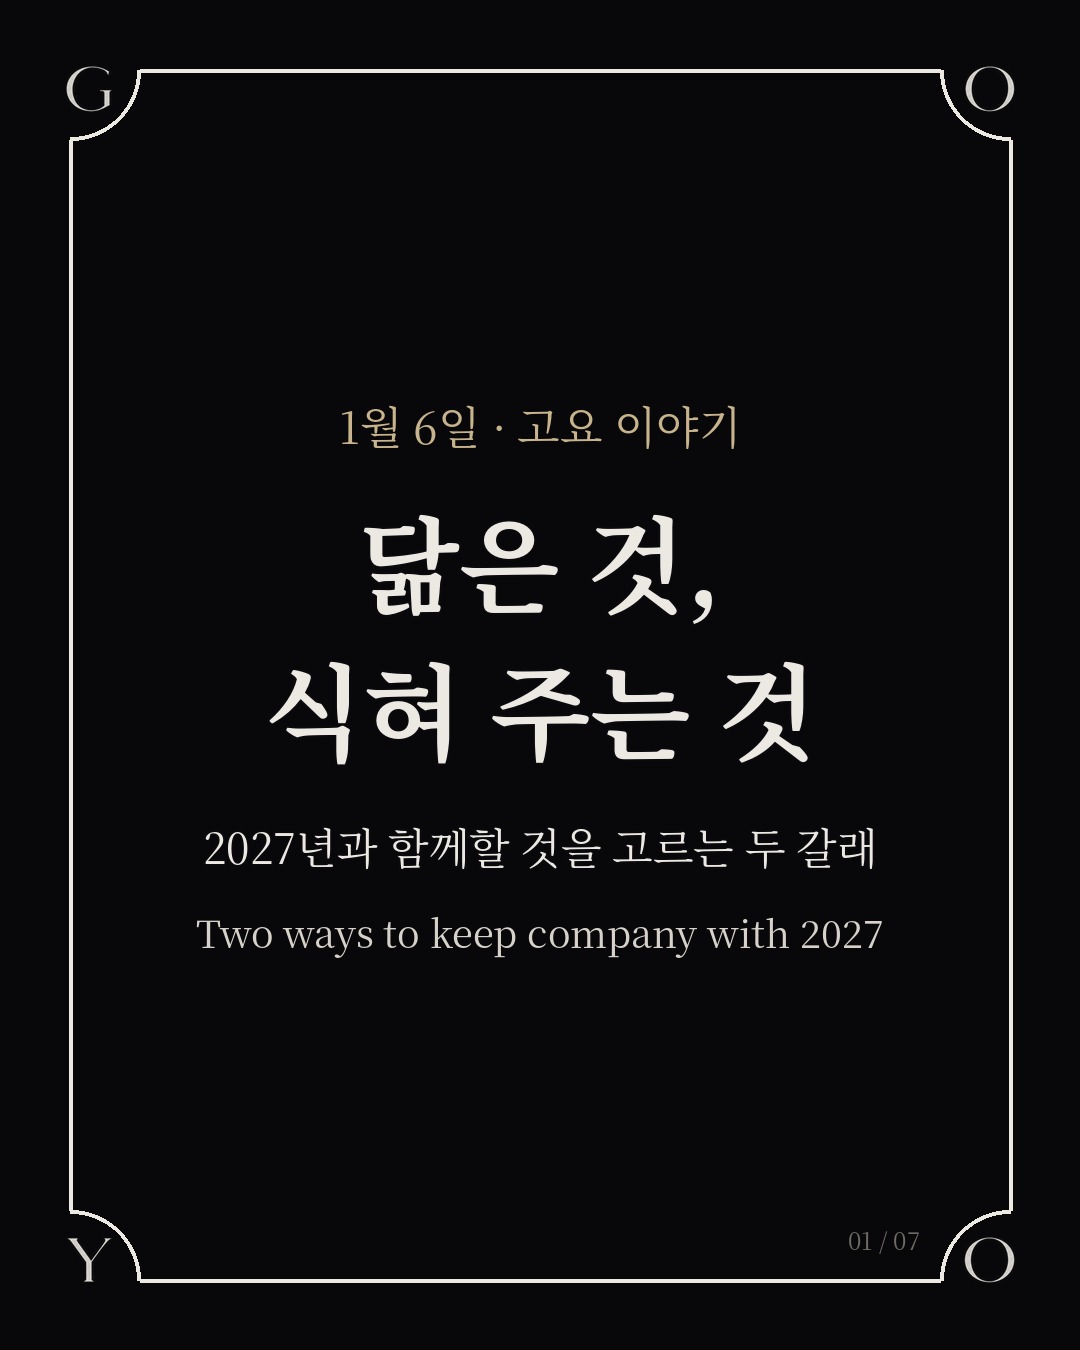 G O
1월 6일 · 고요 이야기
닮은 것,
식혀 주는 것
2027년과 함께할 것을 고르는 두 갈래
Two ways to keep company with 2027
01 / 07
Y O